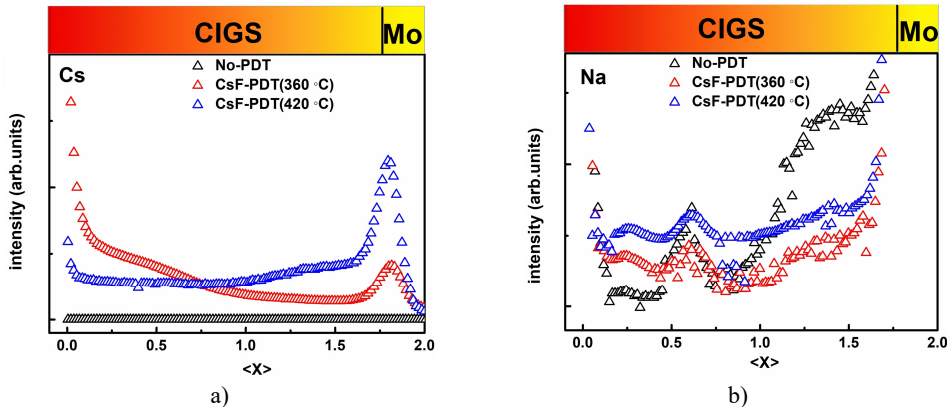 CIGS Mo
Cs
No-PDT
CsF-PDT(360 °C)
CsF-PDT(420 °C)
intensity (arb.units)
0.0 0.5 1.0 1.5 2.0
<X>
a)
CIGS Mo
Na
No-PDT
CsF-PDT(360 °C)
CsF-PDT(420 °C)
intensity (arb.units)
0.0 0.5 1.0 1.5 2.0
<X>
b)